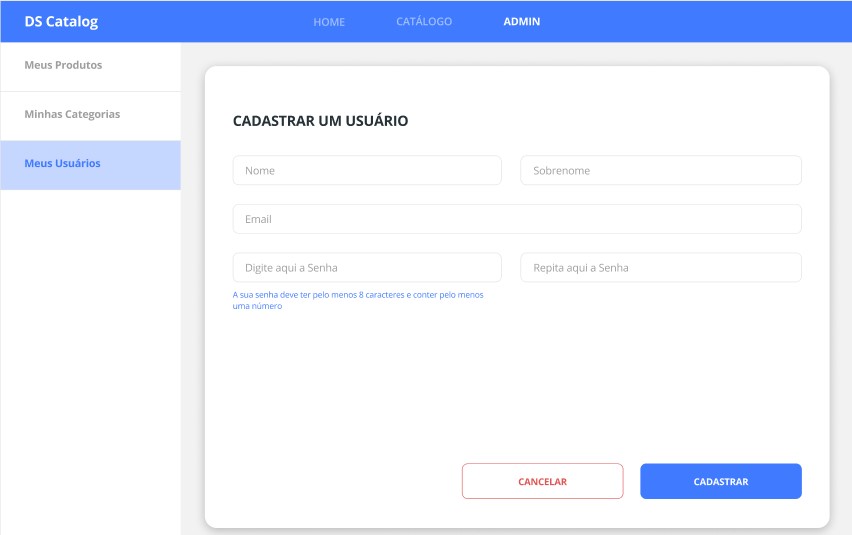 DS Catalog
HOME
CATÁLOGO
ADMIN
Meus Produtos
Minhas Categorias
Meus Usuários
CADASTRAR UM USUÁRIO
Nome
Sobrenome
Email
Digite aqui a Senha
Repita aqui a Senha
A sua senha deve ter pelo menos 8 caracteres e conter pelo menos
uma número
CANCELAR
CADASTRAR